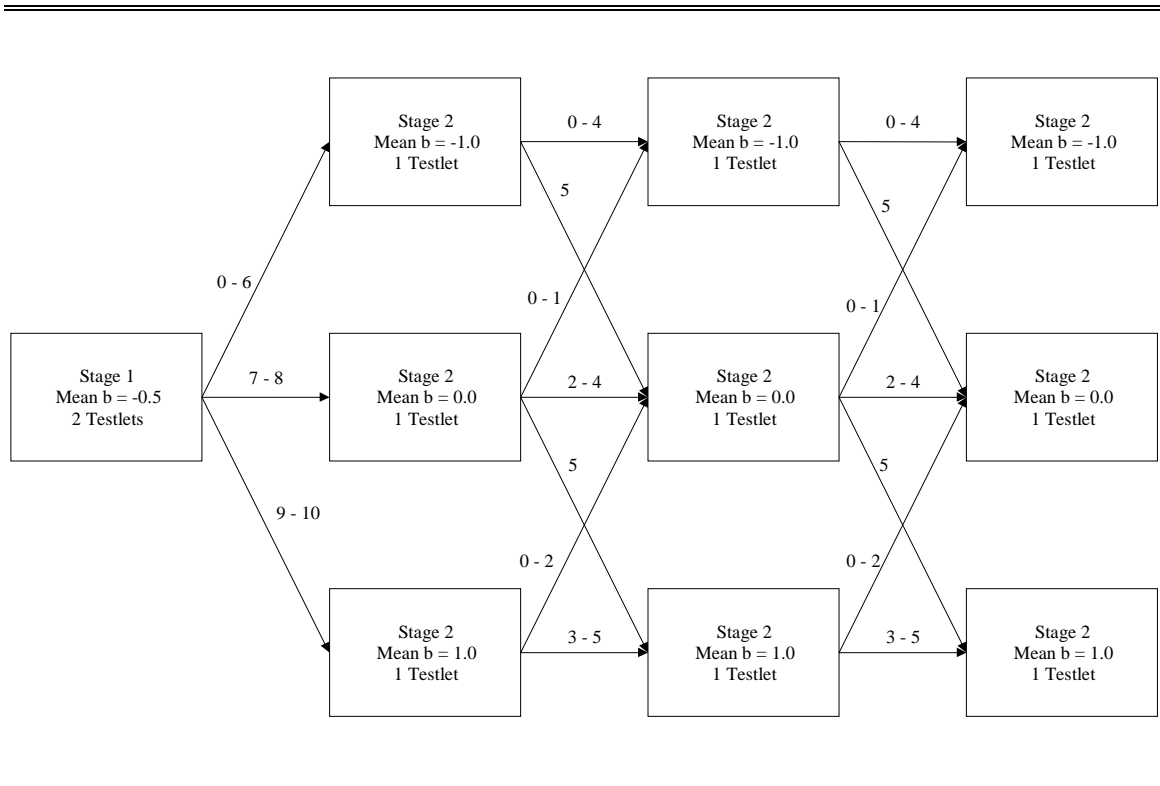 Stage 2
Mean b = -1.0
1 Testlet
0 - 4
Stage 2
Mean b = -1.0
1 Testlet
0 - 4
Stage 2
Mean b = -1.0
1 Testlet
5
5
0 - 6
0 - 1
0 - 1
Stage 1
Mean b = -0.5
2 Testlets
7 - 8
Stage 2
Mean b = 0.0
1 Testlet
2 - 4
Stage 2
Mean b = 0.0
1 Testlet
2 - 4
Stage 2
Mean b = 0.0
1 Testlet
5
5
9 - 10
0 - 2
0 - 2
Stage 2
Mean b = 1.0
1 Testlet
3 - 5
Stage 2
Mean b = 1.0
1 Testlet
3 - 5
Stage 2
Mean b = 1.0
1 Testlet